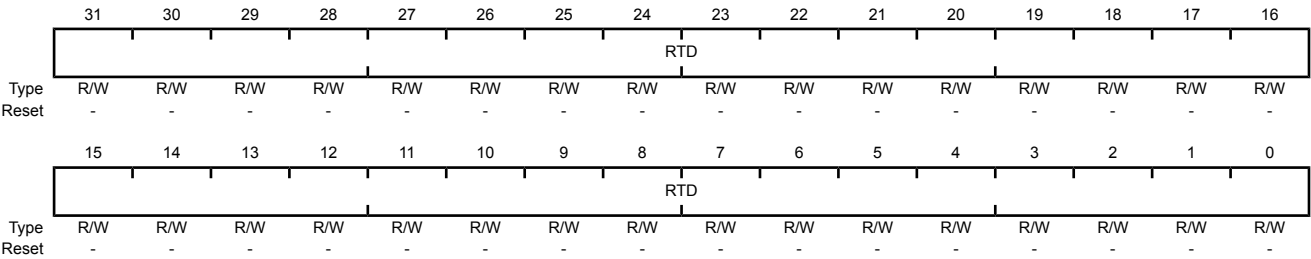 31 30 29 28 27 26 25 24 23 22 21 20 19 18 17 16
RTD
Type R/W R/W R/W R/W R/W R/W R/W R/W R/W R/W R/W R/W R/W R/W R/W R/W
Reset - - - - - - - - - - - - - - - -
15 14 13 12 11 10 9 8 7 6 5 4 3 2 1 0
RTD
Type R/W R/W R/W R/W R/W R/W R/W R/W R/W R/W R/W R/W R/W R/W R/W R/W
Reset - - - - - - - - - - - - - - - -